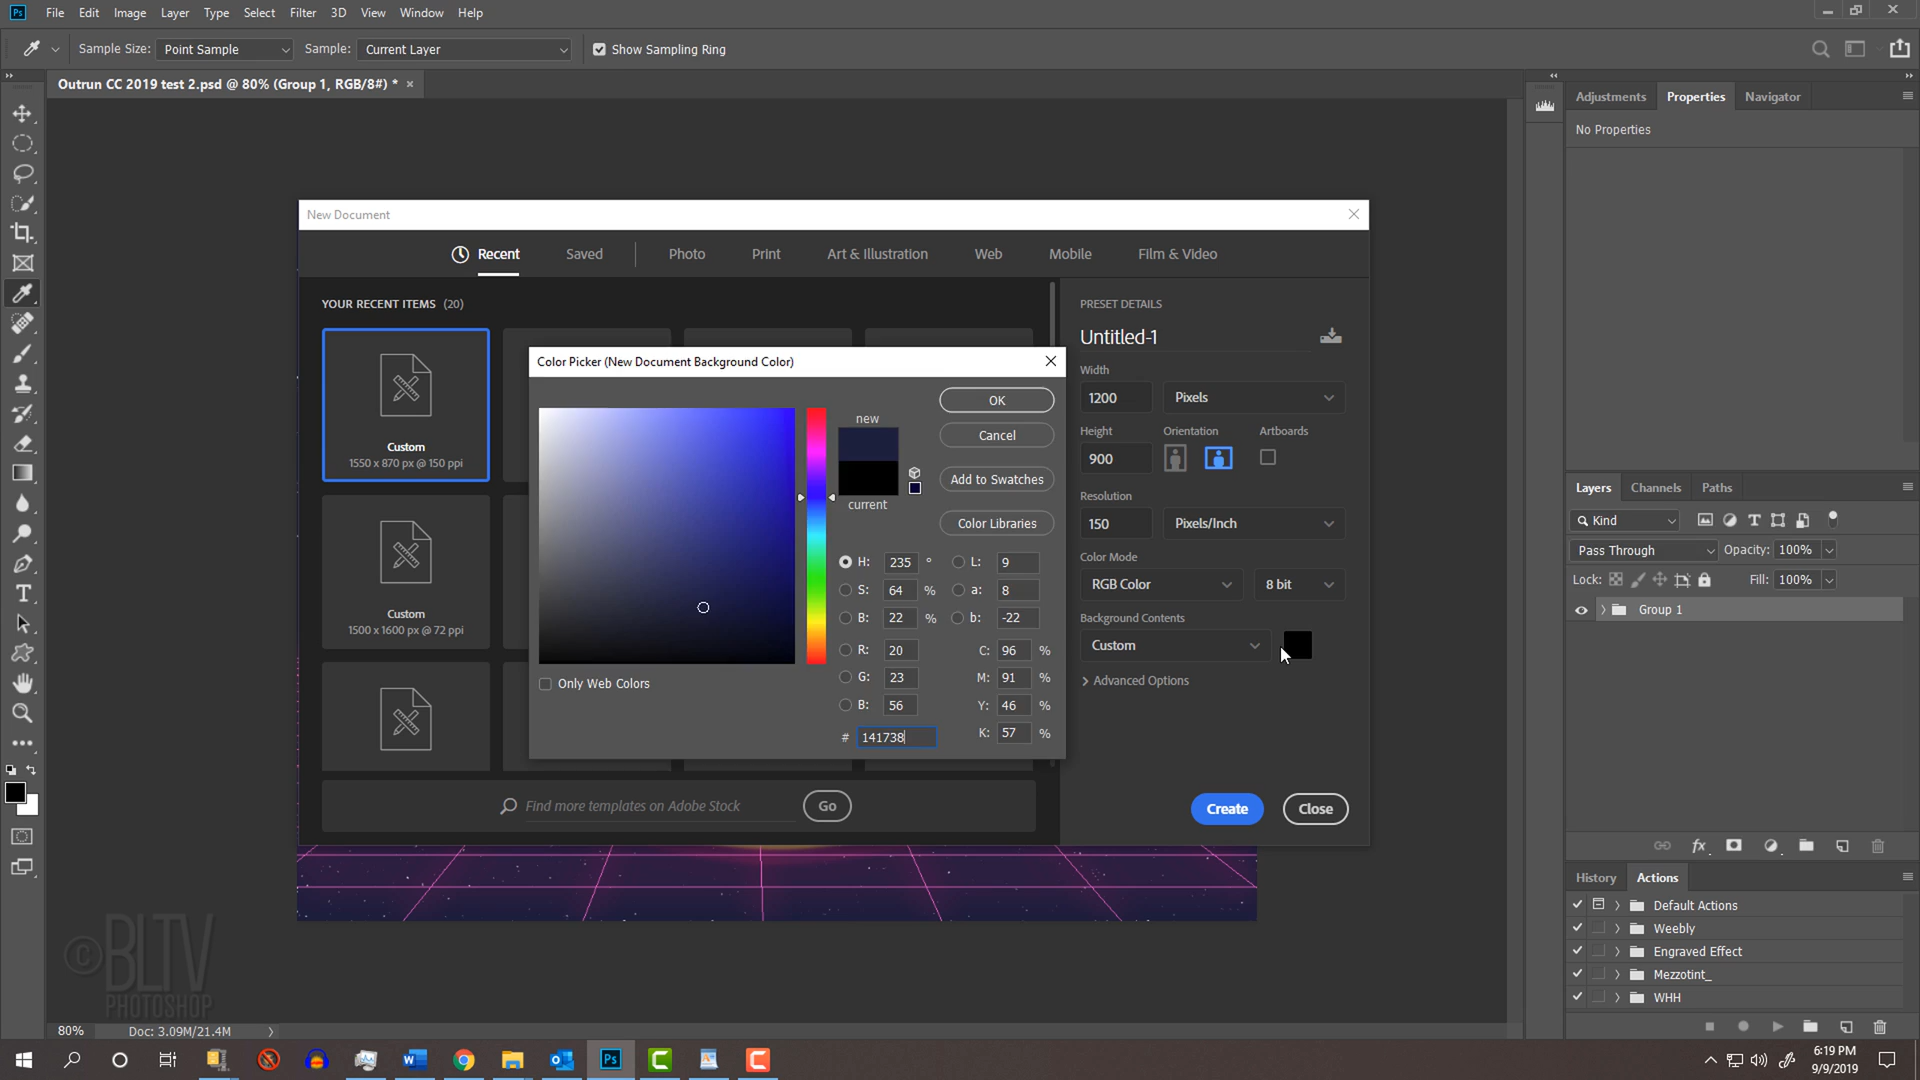 Ps File Edit Image Layer Type Select Filter 3D View Window Help
Sample Size: Point Sample Sample: Current Layer Show Sampling Ring
Outrun CC 2019 test 2.psd @ 80% (Group 1, RGB/8#) * ×
Adjustments Properties Navigator
No Properties
New Document
Recent Saved Photo Print Art & Illustration Web Mobile Film & Video
YOUR RECENT ITEMS (20)
Custom
1550 x 870 px @ 150 ppi
Custom
1500 x 1600 px @ 72 ppi
Find more templates on Adobe Stock Go
PRESET DETAILS
Untitled-1
Width
1200 Pixels
Height Orientation Artboards
900
Resolution
150 Pixels/Inch
Color Mode
RGB Color 8 bit
Background Contents
Custom
Advanced Options
Create Close
Color Picker (New Document Background Color)
new
current
OK
Cancel
Add to Swatches
Color Libraries
H: 235 ° L: 9
S: 64 % a: 8
B: 22 % b: -22
R: 20 C: 96 %
G: 23 M: 91 %
B: 56 Y: 46 %
# 141738 K: 57 %
Only Web Colors
Layers Channels Paths
Kind
Pass Through Opacity: 100%
Lock: Fill: 100%
Group 1
fx
History Actions
Default Actions
Weebly
Engraved Effect
Mezzotint_
WHH
© BLTV
PHOTOSHOP
80% Doc: 3.09M/21.4M
6:19 PM
9/9/2019